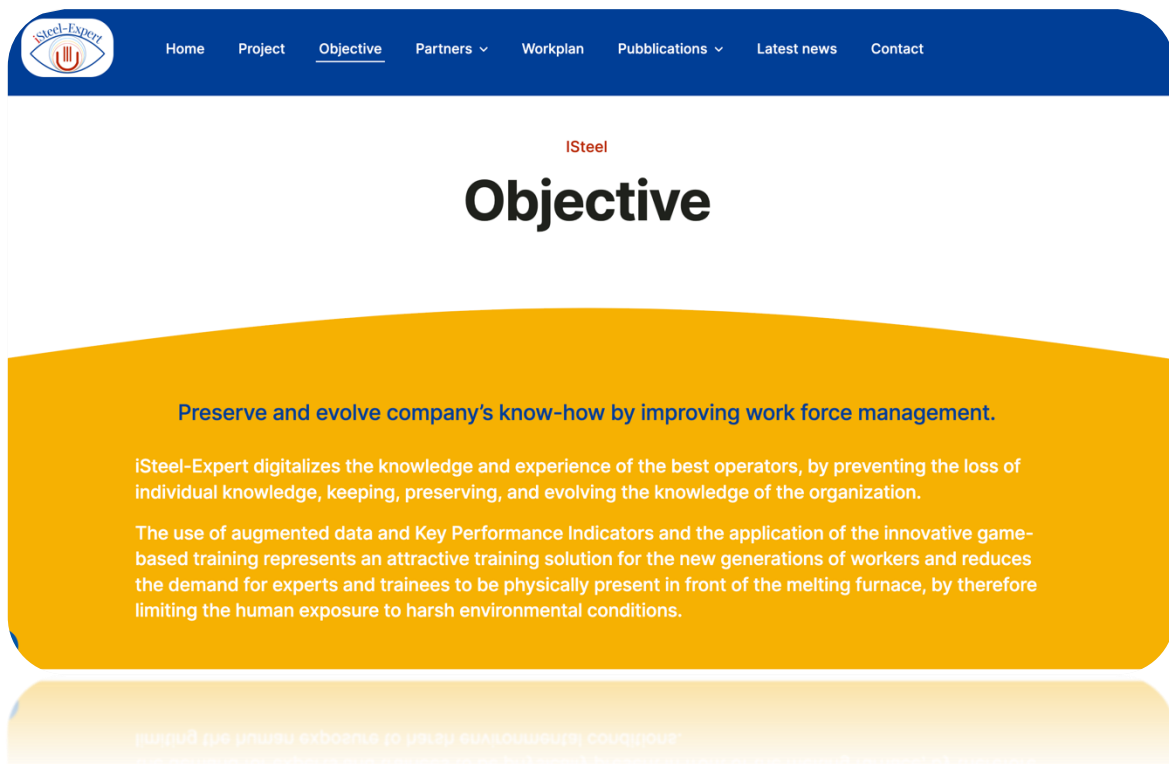 iSteel-Expert
Home Project Objective Partners Workplan Pubblications Latest news Contact
ISteel
Objective
Preserve and evolve company’s know-how by improving work force management.
iSteel-Expert digitalizes the knowledge and experience of the best operators, by preventing the loss of
individual knowledge, keeping, preserving, and evolving the knowledge of the organization.
The use of augmented data and Key Performance Indicators and the application of the innovative game-
based training represents an attractive training solution for the new generations of workers and reduces
the demand for experts and trainees to be physically present in front of the melting furnace, by therefore
limiting the human exposure to harsh environmental conditions.